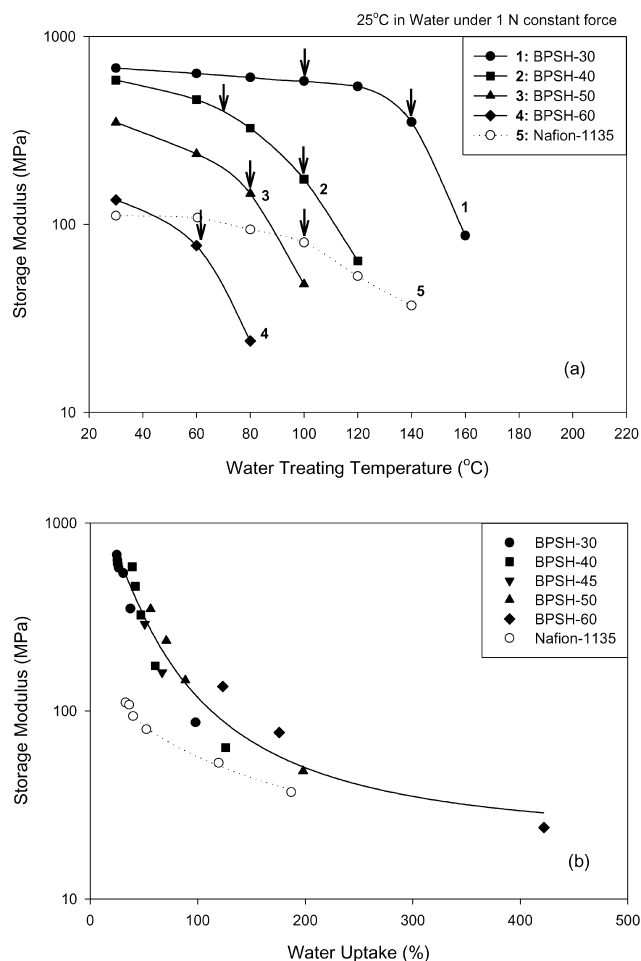 25°C in Water under 1 N constant force
1000
100
10
Storage Modulus (MPa)
1: BPSH-30
2: BPSH-40
3: BPSH-50
4: BPSH-60
5: Nafion-1135
1
2
3
4
5
(a)
20 40 60 80 100 120 140 160 180 200 220
Water Treating Temperature (°C)
1000
100
10
Storage Modulus (MPa)
BPSH-30
BPSH-40
BPSH-45
BPSH-50
BPSH-60
Nafion-1135
(b)
0 100 200 300 400 500
Water Uptake (%)